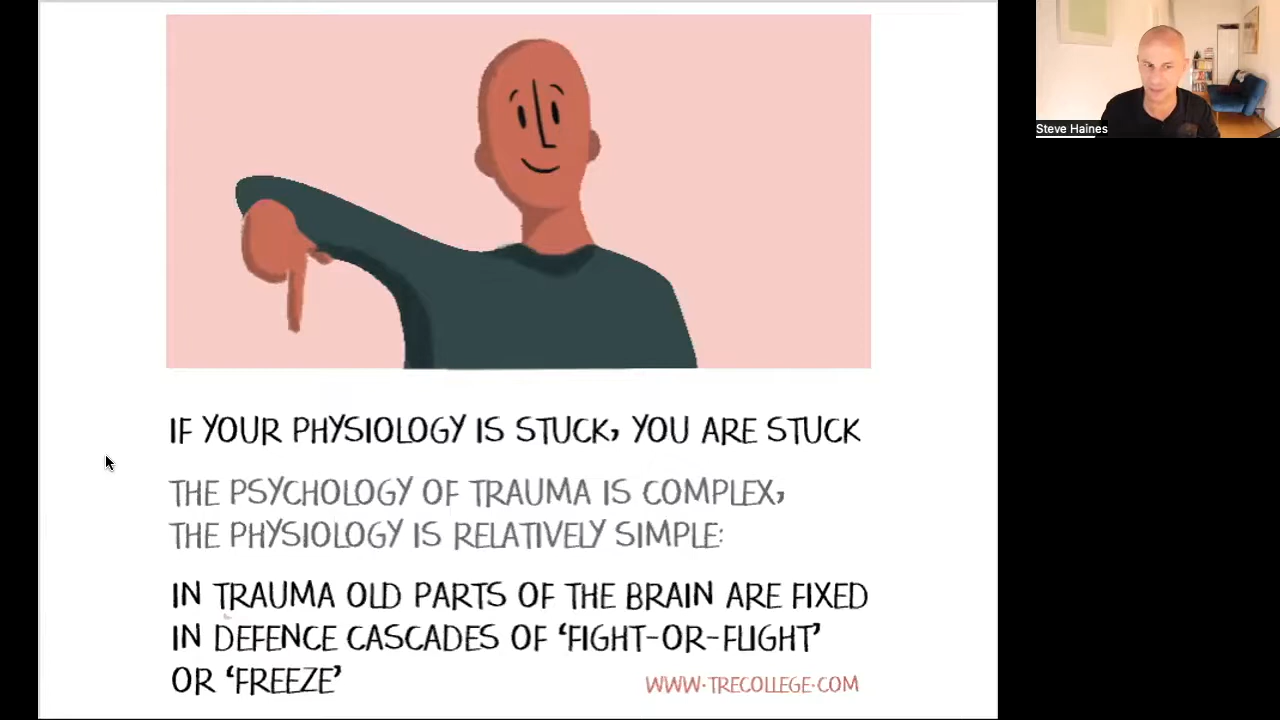 IF YOUR PHYSIOLOGY IS STUCK, YOU ARE STUCK
THE PSYCHOLOGY OF TRAUMA IS COMPLEX,
THE PHYSIOLOGY IS RELATIVELY SIMPLE:
IN TRAUMA OLD PARTS OF THE BRAIN ARE FIXED
IN DEFENCE CASCADES OF ‘FIGHT-OR-FLIGHT’
OR ‘FREEZE’
WWW.TRECOLLEGE.COM
Steve Haines